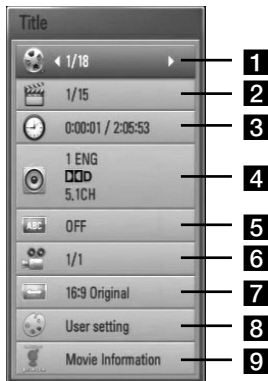 Title
1/18
1
1/15
2
0:00:01 / 2:05:53
3
1 ENG
DD D
5.1CH
4
ABC
OFF
5
1/1
6
16:9 Original
7
User setting
8
Movie Information
9